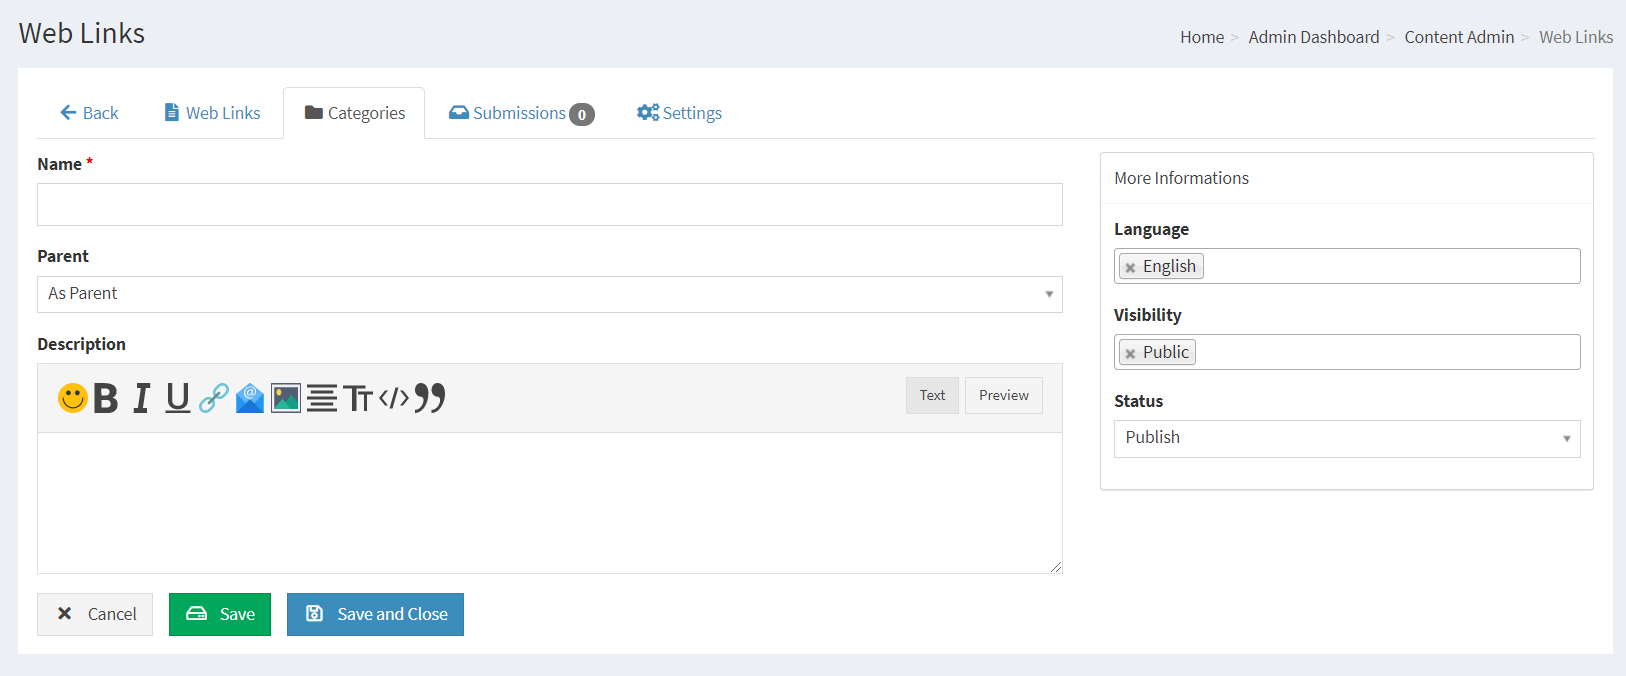 Web Links
Home > Admin Dashboard > Content Admin > Web Links
Back Web Links Categories Submissions 0 Settings
Name *
Parent
As Parent
Description
B I U TT </> ”
Text Preview
Cancel Save Save and Close
More Informations
Language
× English
Visibility
× Public
Status
Publish